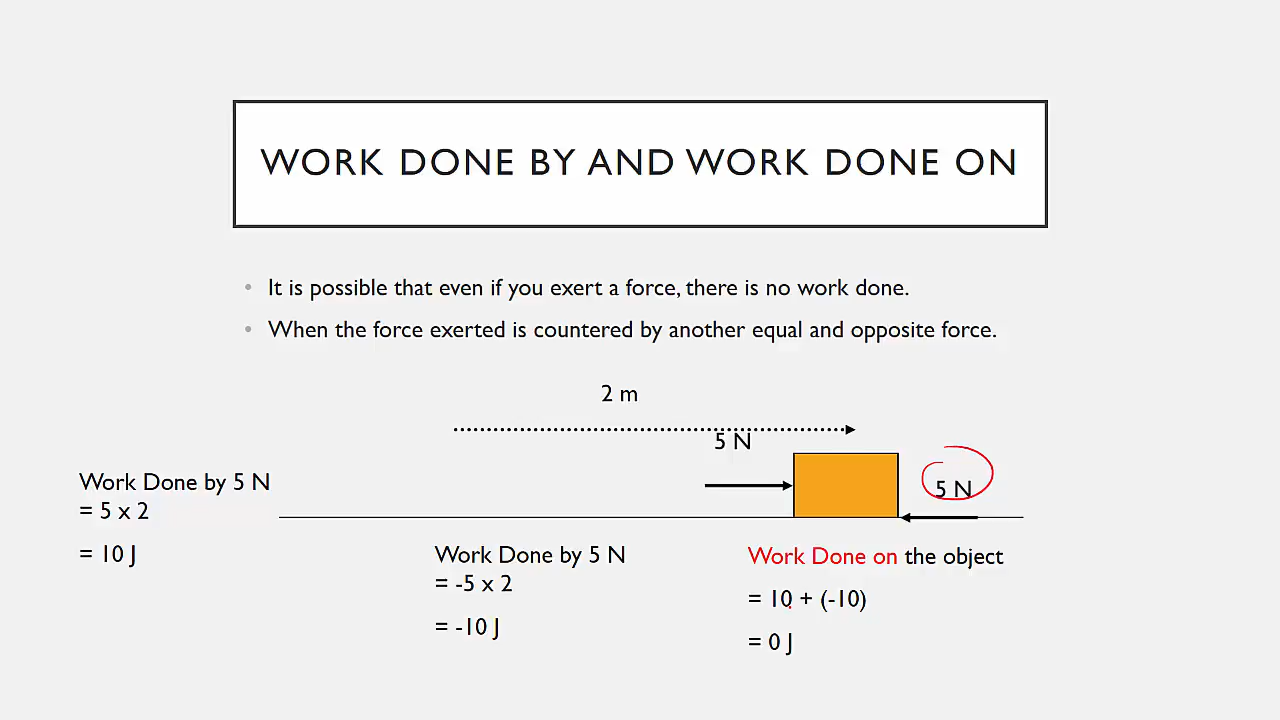 WORK DONE BY AND WORK DONE ON
It is possible that even if you exert a force, there is no work done.
When the force exerted is countered by another equal and opposite force.
2 m
5 N
5 N
Work Done by 5 N
= 5 x 2
= 10 J
Work Done by 5 N
= -5 x 2
= -10 J
Work Done on the object
= 10 + (-10)
= 0 J